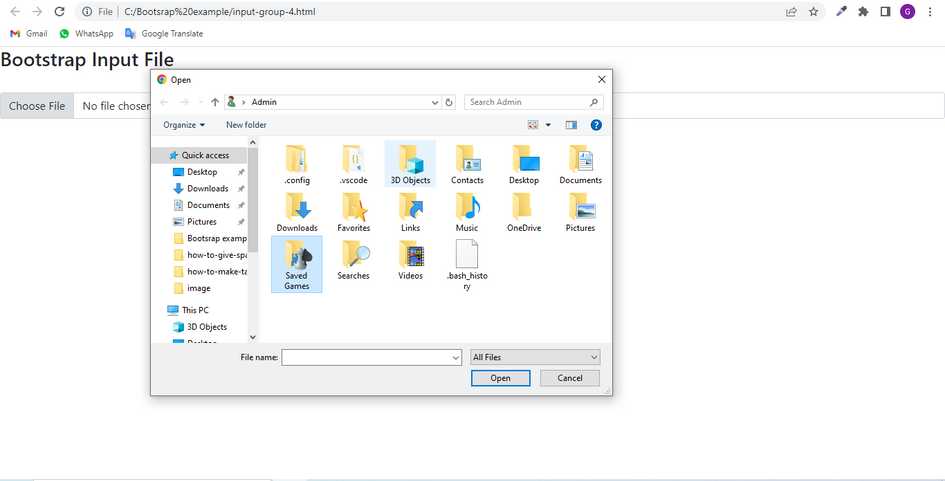 File C:/Bootsrap%20example/input-group-4.html
G
Gmail WhatsApp Google Translate
Bootstrap Input File
Choose File No file chosen
Open
Admin
Search Admin
Organize New folder
Quick access
Desktop
Downloads
Documents
Pictures
Bootsrap examp
how-to-give-spa
how-to-make-ta
image
This PC
3D Objects
Desktop
.config .vscode 3D Objects Contacts Desktop Documents
Downloads Favorites Links Music OneDrive Pictures
Saved Games Searches Videos .bash_history
File name: All Files
Open Cancel